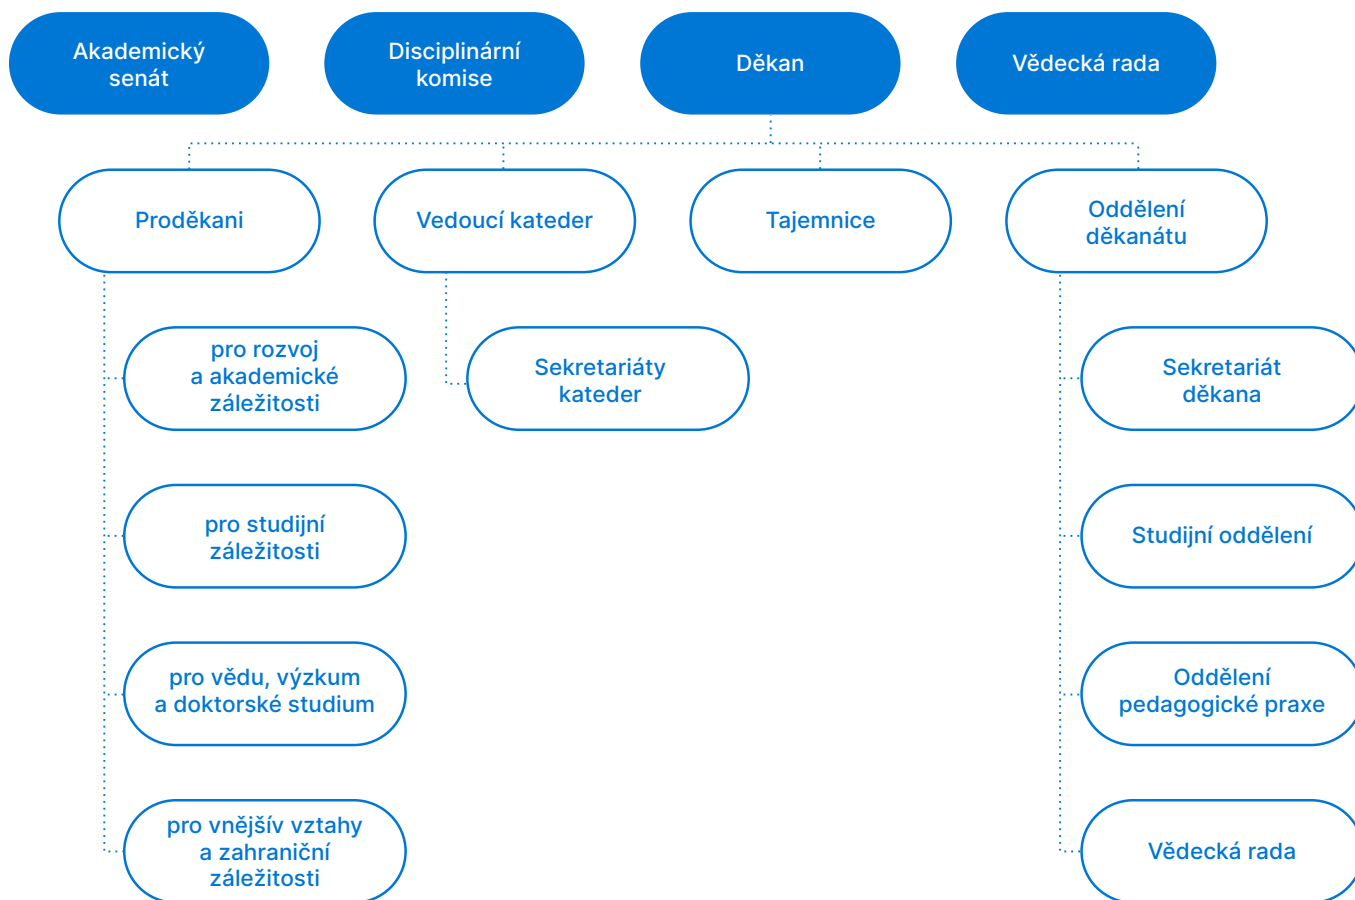 Akademický
senát
Disciplinární
komise
Děkan
Vědecká rada
Proděkani
Vedoucí kateder
Tajemnice
Oddělení
děkanátu
pro rozvoj
a akademické
záležitosti
Sekretariáty
kateder
Sekretariát
děkana
pro studijní
záležitosti
Studijní oddělení
pro vědu, výzkum
a doktorské studium
Oddělení
pedagogické praxe
pro vnějšív vztahy
a zahraniční
záležitosti
Vědecká rada